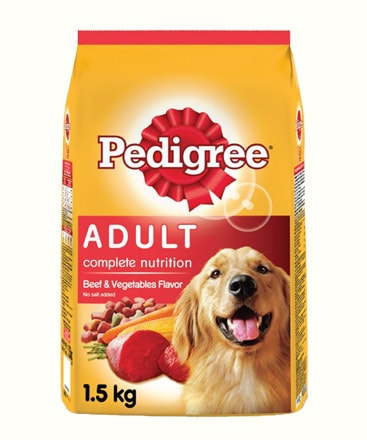 Pedigree®
ADULT
complete nutrition
Beef & Vegetables Flavor
No salt added
1.5 kg